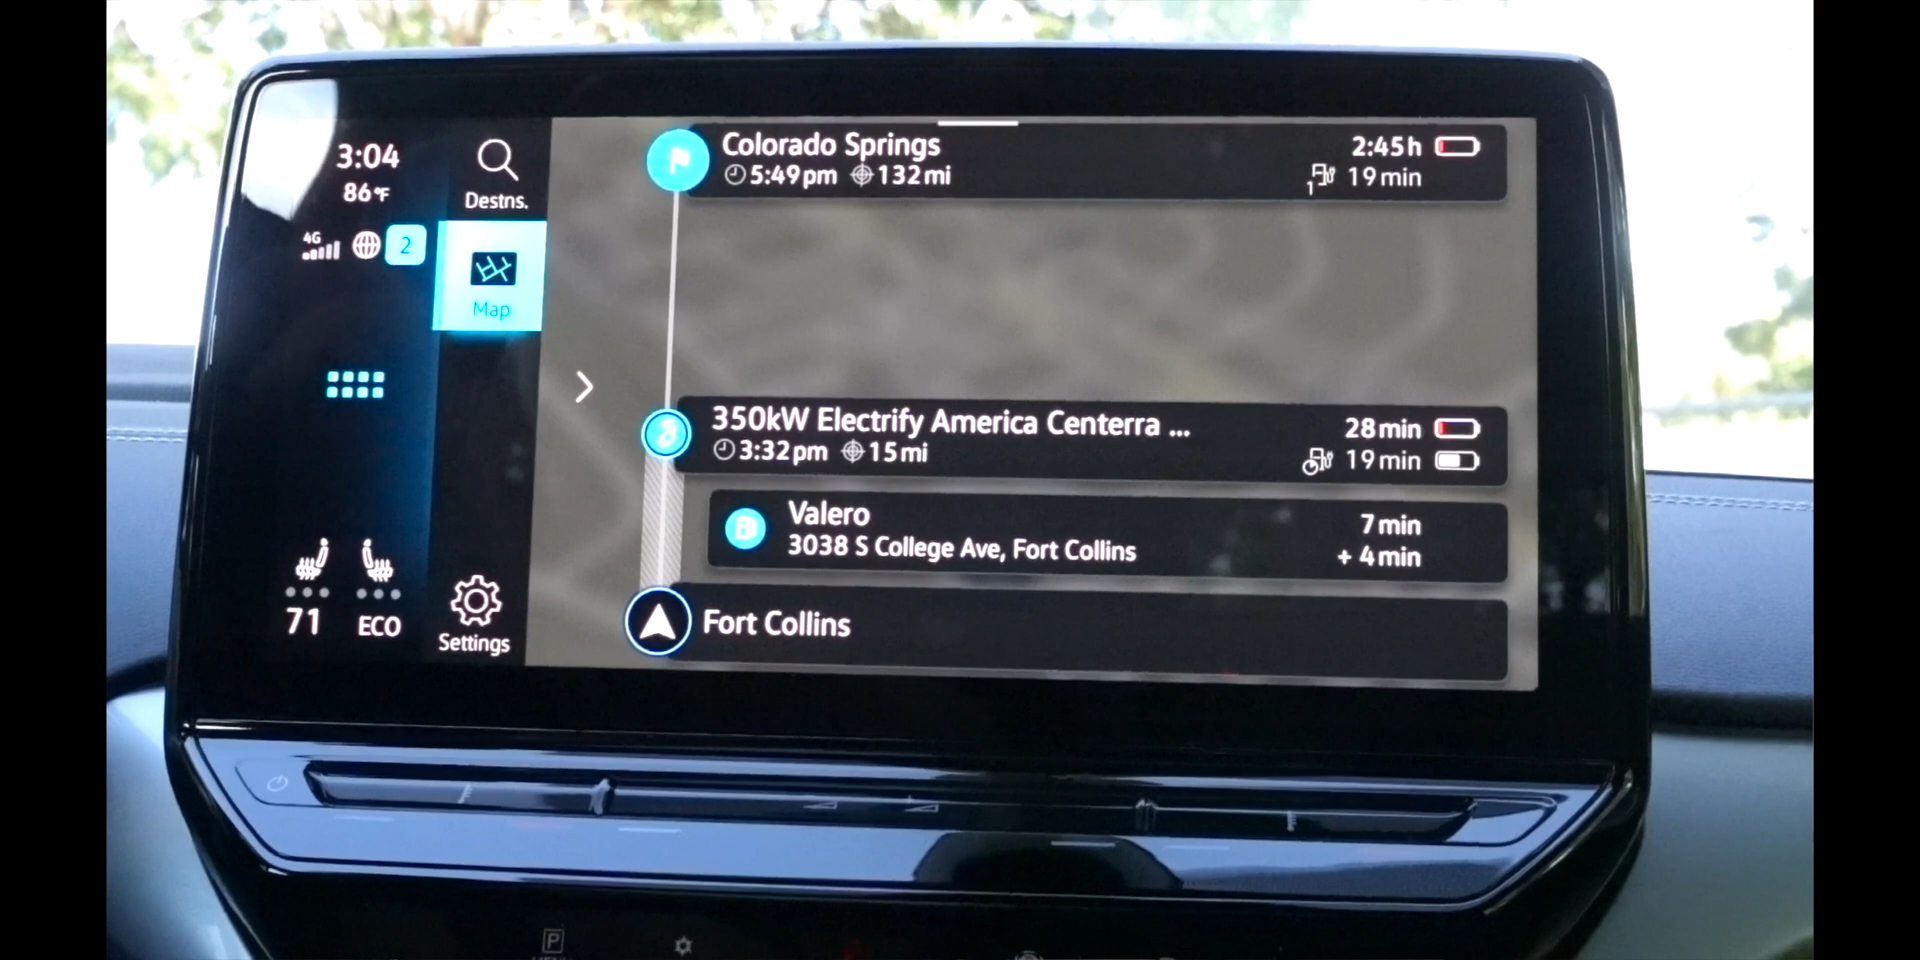 3:04
86°F
4G
2
Destns.
Map
71
ECO
Settings
Colorado Springs
5:49pm 132mi
2:45h
1 19min
350kW Electrify America Centerra ...
3:32pm 15mi
28min
19min
Valero
3038 S College Ave, Fort Collins
7min
+ 4min
Fort Collins
P